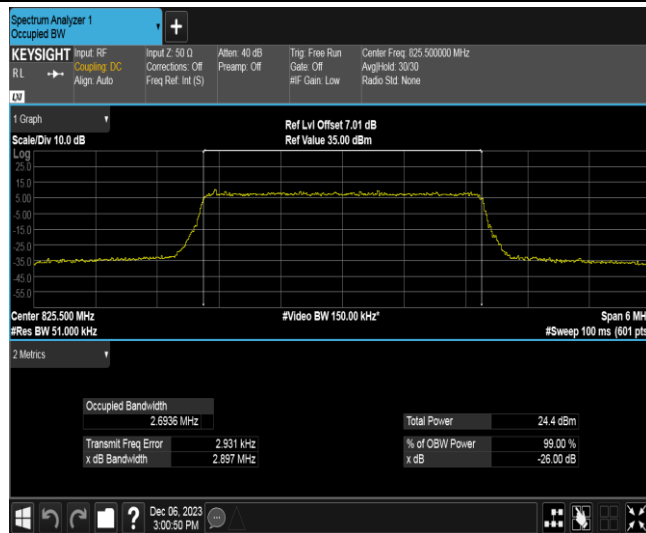 Spectrum Analyzer 1
Occupied BW
+
KEYSIGHT
RL
Input: RF
Coupling: DC
Align: Auto
Input Z: 50 Ω
Corrections: Off
Freq Ref: Int (S)
Atten: 40 dB
Preamp: Off
Trig: Free Run
Gate: Off
#IF Gain: Low
Center Freq: 825.500000 MHz
Avg|Hold: 30/30
Radio Std: None
1 Graph
Scale/Div 10.0 dB
Ref Lvl Offset 7.01 dB
Ref Value 35.00 dBm
Log
25.0
15.0
5.00
-5.00
-15.0
-25.0
-35.0
-45.0
-55.0
Center 825.500 MHz
#Res BW 51.000 kHz
#Video BW 150.00 kHz*
Span 6 MH
#Sweep 100 ms (601 pts
2 Metrics
Occupied Bandwidth
2.6936 MHz
Transmit Freq Error 2.931 kHz
x dB Bandwidth 2.897 MHz
Total Power 24.4 dBm
% of OBW Power 99.00 %
x dB -26.00 dB
?
Dec 06, 2023
3:00:50 PM